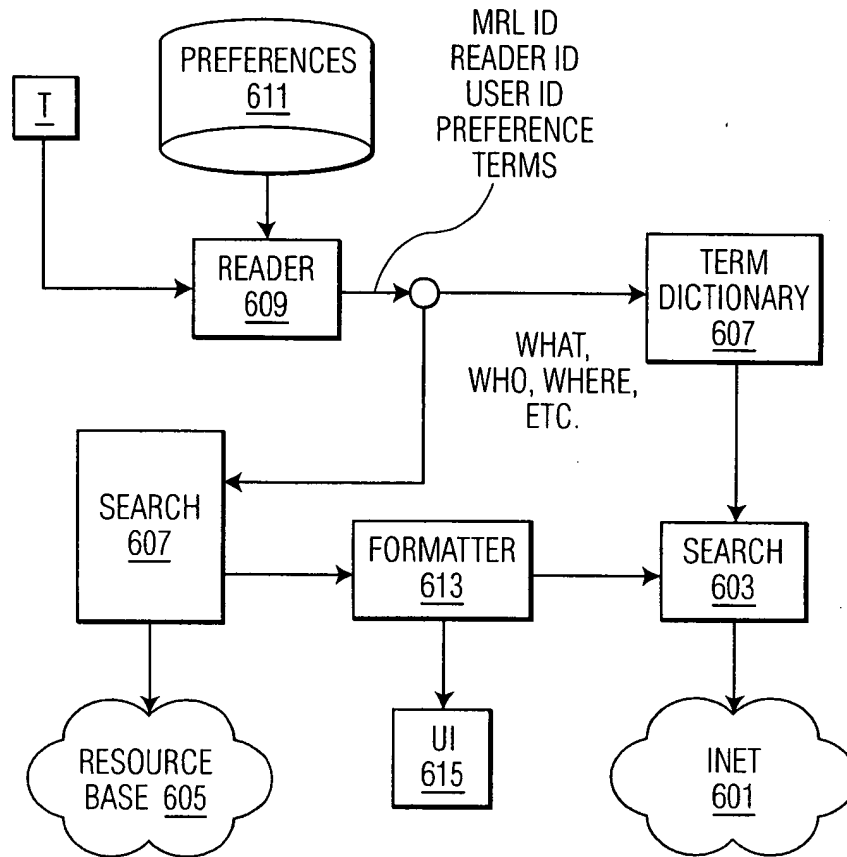 MRL ID
READER ID
USER ID
PREFERENCE
TERMS
PREFERENCES
611
T
READER
609
TERM
DICTIONARY
607
WHAT,
WHO, WHERE,
ETC.
SEARCH
607
FORMATTER
613
SEARCH
603
RESOURCE
BASE 605
UI
615
INET
601